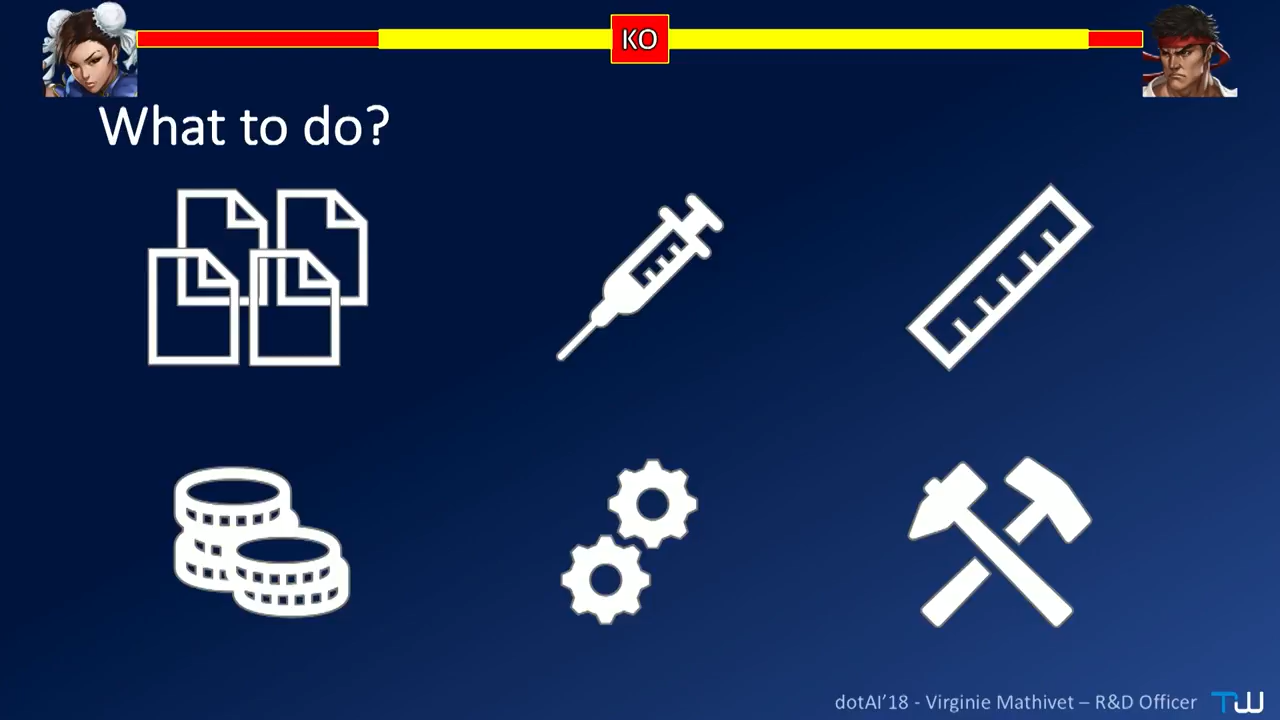 KO
What to do?
dotAI’18 - Virginie Mathivet – R&D Officer TW